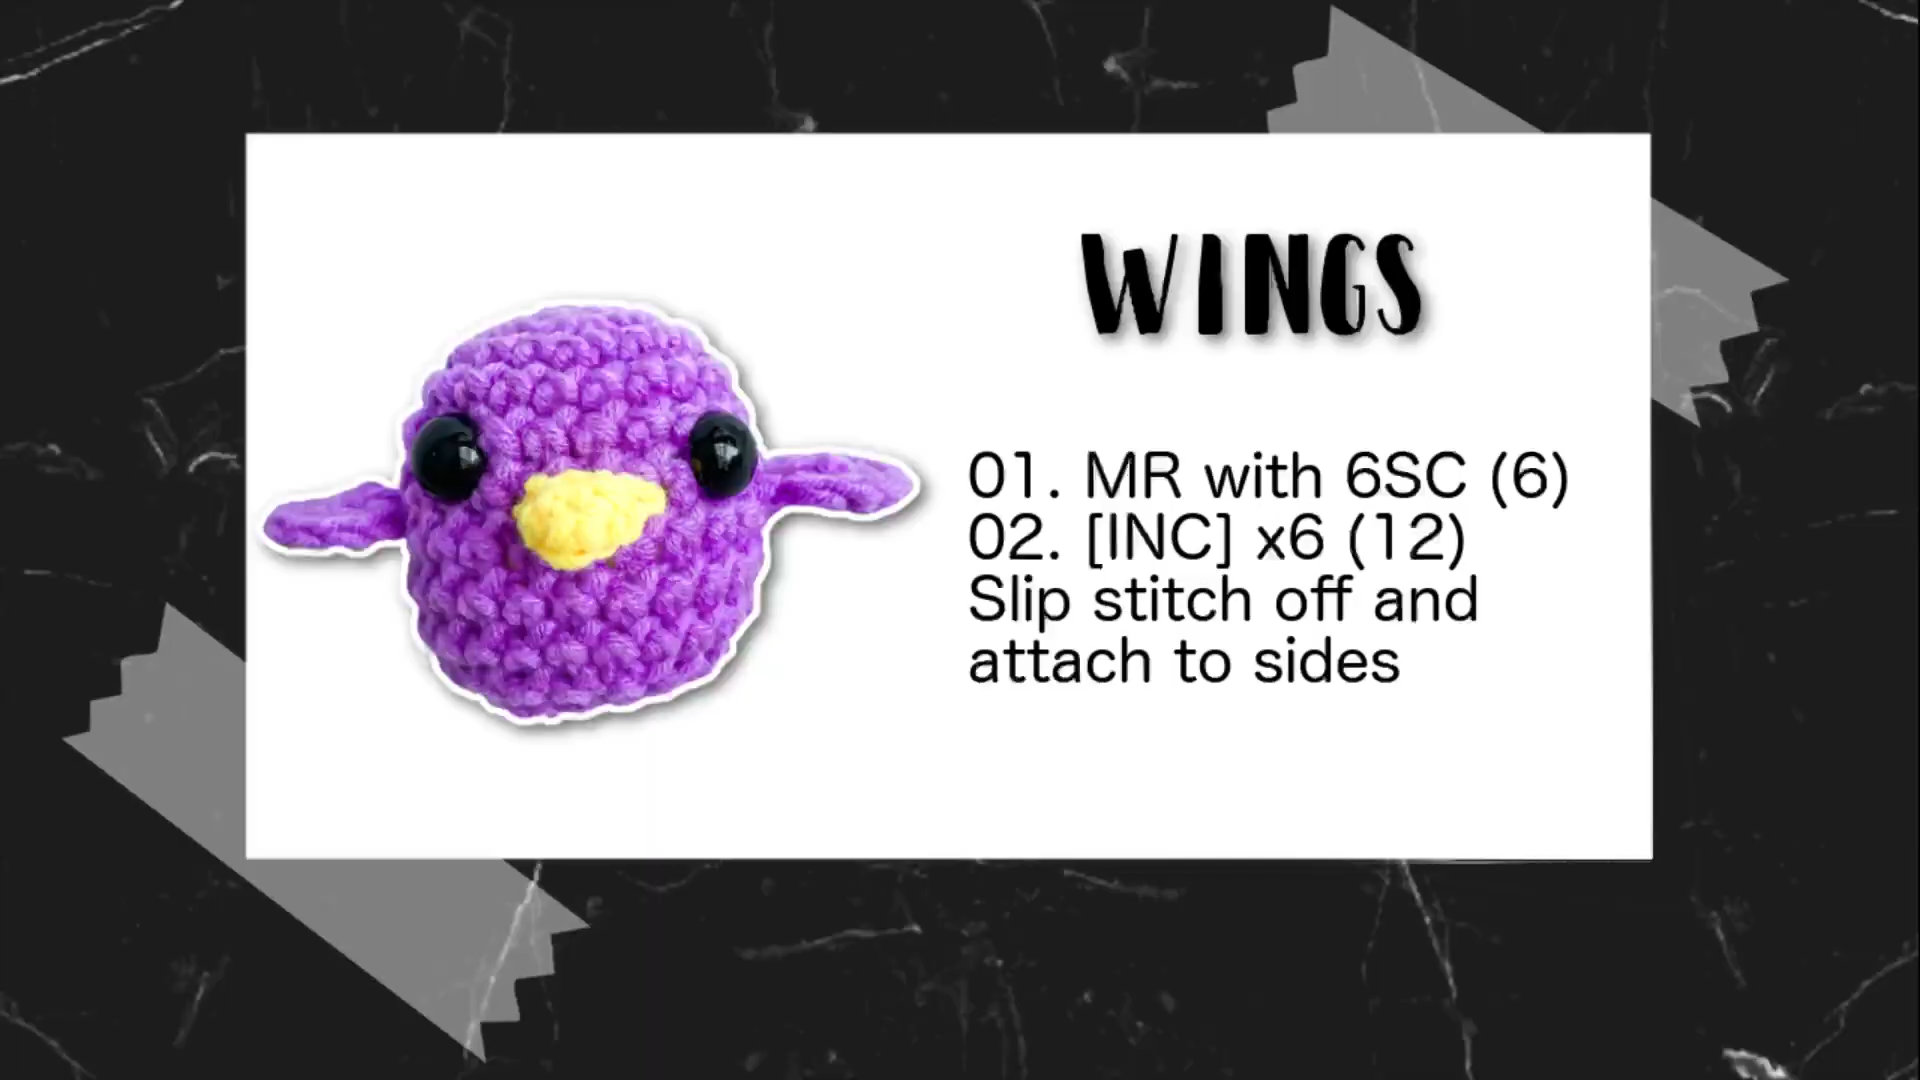 WINGS
01. MR with 6SC (6)
02. [INC] x6 (12)
Slip stitch off and
attach to sides